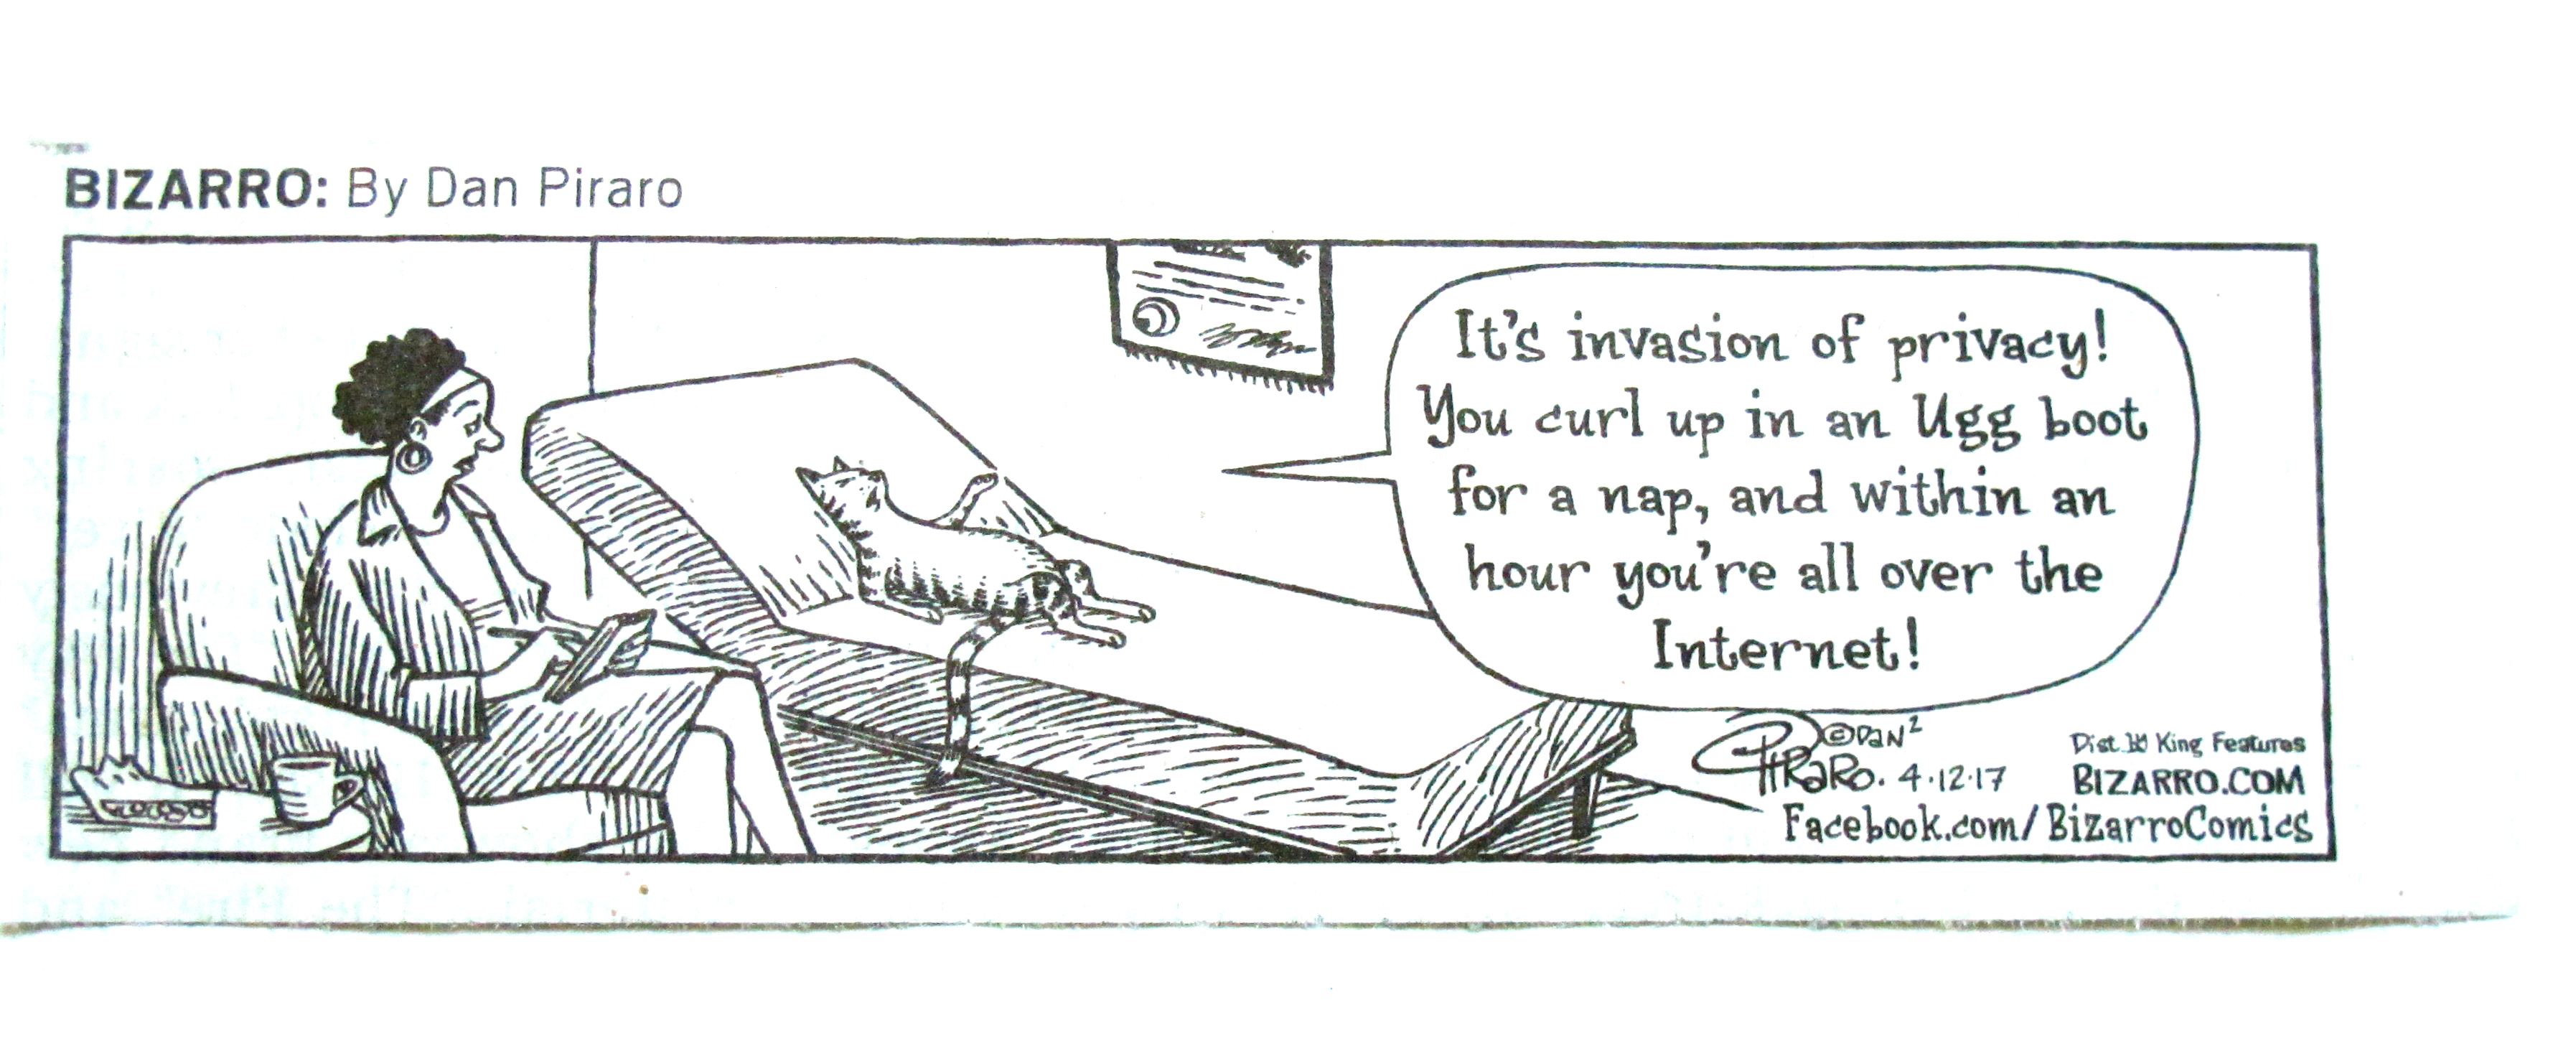 BIZARRO: By Dan Piraro
It's invasion of privacy!
You curl up in an Ugg boot
for a nap, and within an
hour you're all over the
Internet!
©DaN²
PiRaRo. 4·12·17
Dist. by King Features
BIZARRO.COM
Facebook.com/BizarroComics